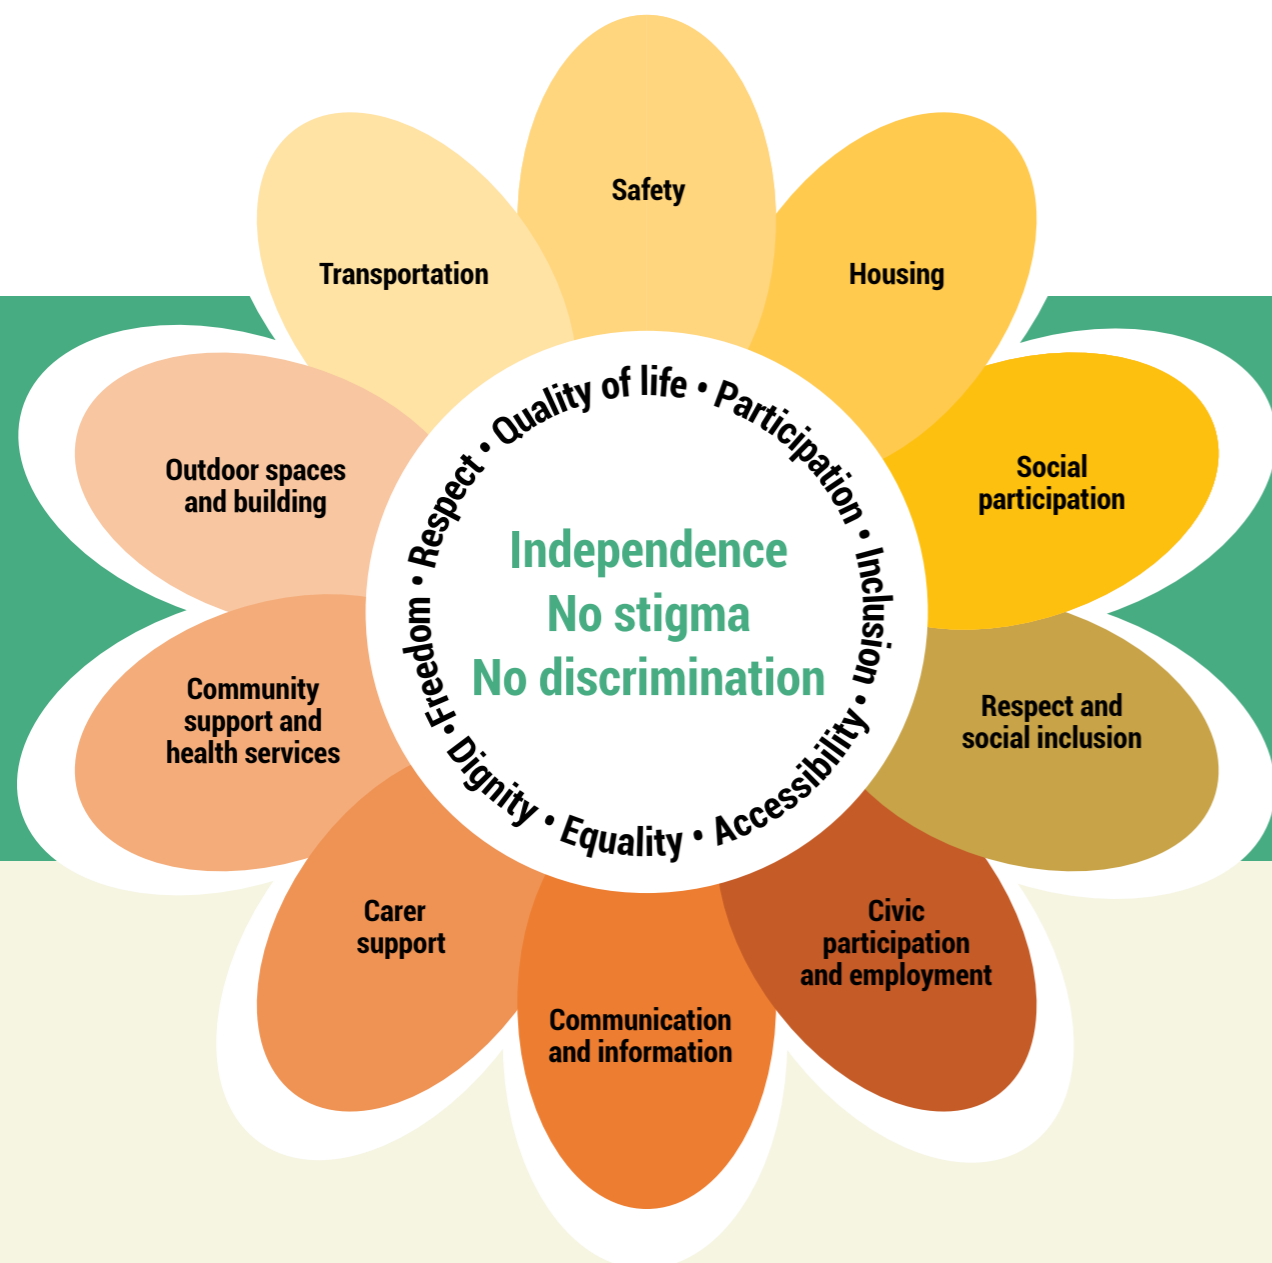 Safety
Transportation
Housing
Outdoor spaces
and building
Social
participation
Quality of life • Participation • Inclusion • Accessibility • Equality • Dignity • Freedom • Respect •
Independence
No stigma
No discrimination
Community
support and
health services
Respect and
social inclusion
Carer
support
Civic
participation
and employment
Communication
and information